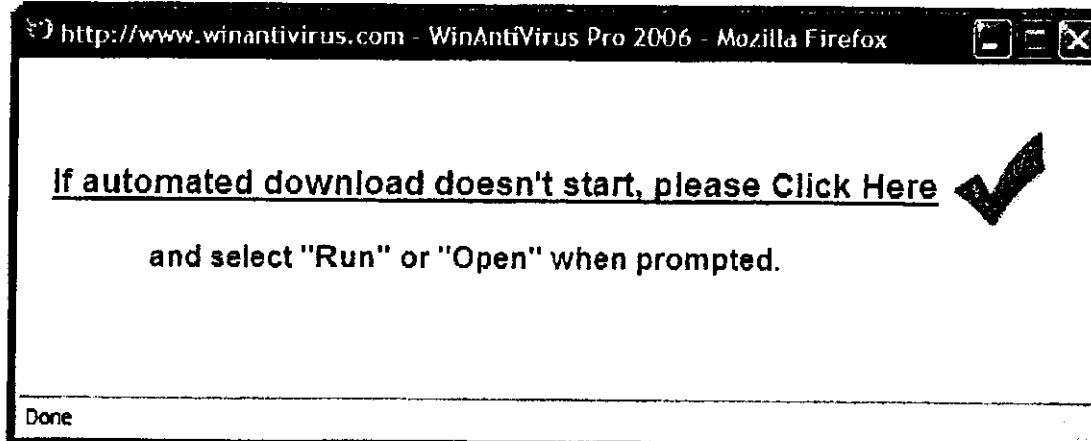 http://www.winantivirus.com - WinAntiVirus Pro 2006 - Mozilla Firefox
If automated download doesn't start, please Click Here
and select "Run" or "Open" when prompted.
Done